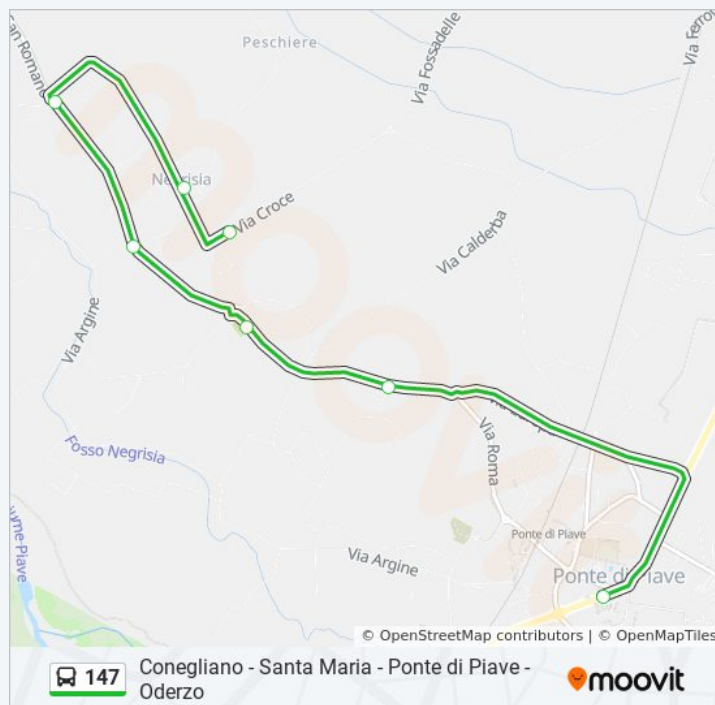 San Romano
Peschiere
Via Fossadelle
Via Ferro
Negrisia
Via Croce
Via Calderba
Via Argine
Fosso Negrisia
Via Roma
Ponte di Piave
Via Argine
Ponte di Piave
ume Piave
moovit
© OpenStreetMap contributors | © OpenMapTiles
147
Conegliano - Santa Maria - Ponte di Piave -
Oderzo
moovit